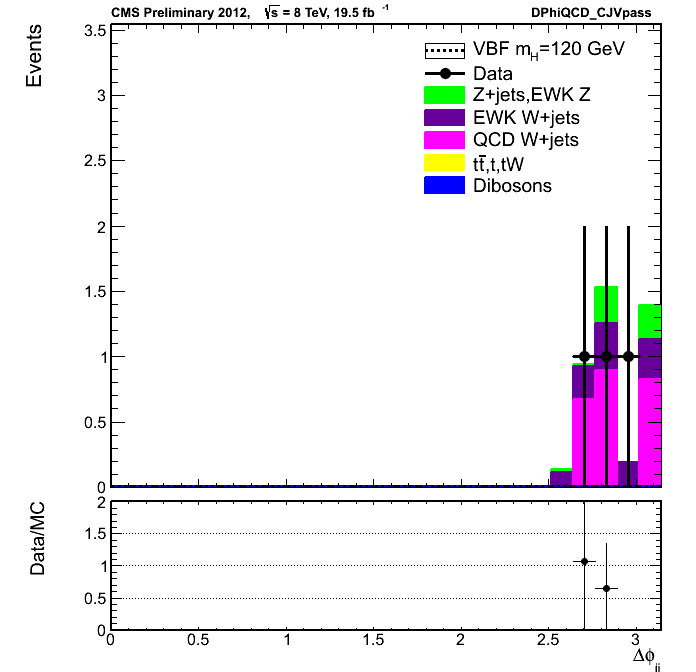 CMS Preliminary 2012, √s = 8 TeV, 19.5 fb⁻¹ DPhiQCD_CJVpass
Events
3.5
3
2.5
2
1.5
1
0.5
0
VBF m_H=120 GeV
Data
Z+jets,EWK Z
EWK W+jets
QCD W+jets
tt̄,t,tW
Dibosons
Data/MC
2
1.5
1
0.5
0
0 0.5 1 1.5 2 2.5 3
Δϕ_jj